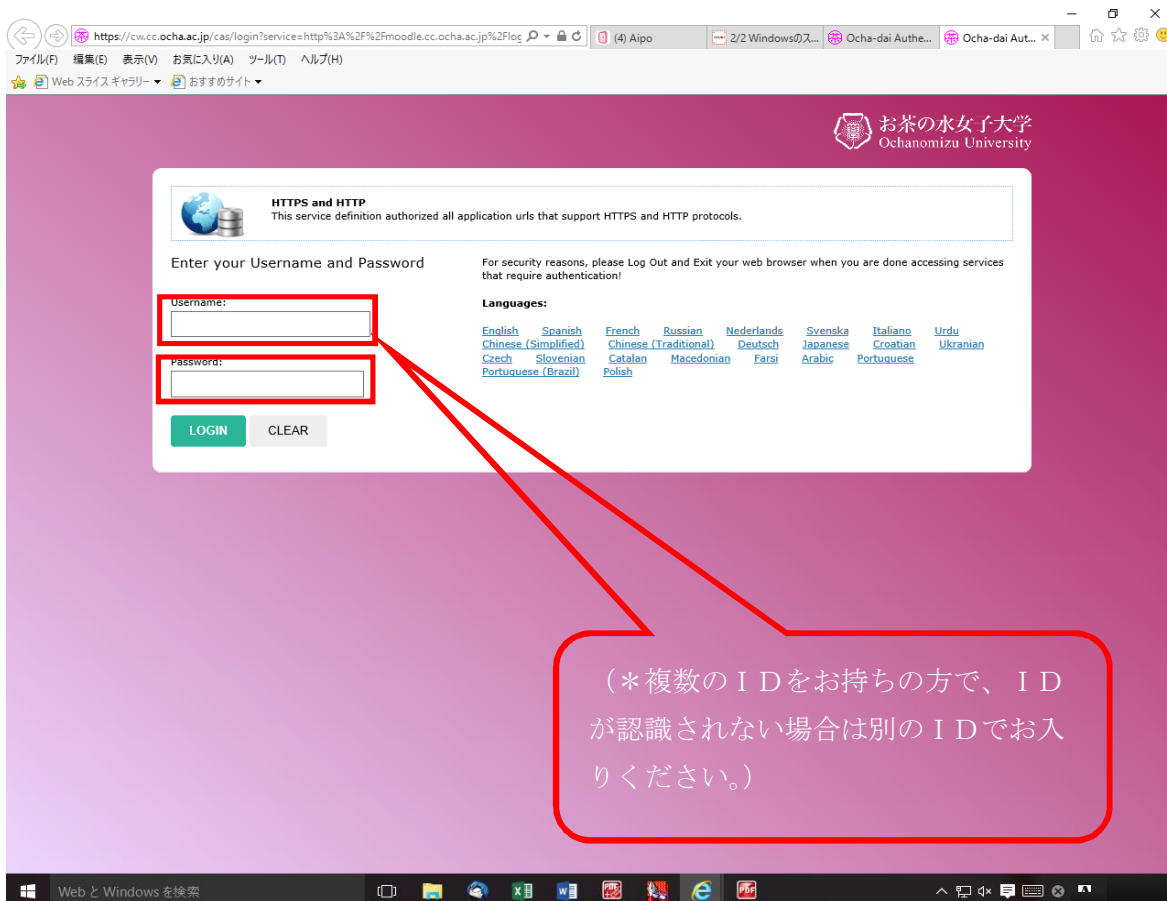 https://cw.cc.ocha.ac.jp/cas/login?service=http%3A%2F%2Fmoodle.cc.ocha.ac.jp%2Flog
(4) Aipo
2/2 Windowsのス...
Ocha-dai Authe...
Ocha-dai Aut...
ファイル(F) 編集(E) 表示(V) お気に入り(A) ツール(T) ヘルプ(H)
Web スライス ギャラリー おすすめサイト
お茶の水女子大学
Ochanomizu University
HTTPS and HTTP
This service definition authorized all application urls that support HTTPS and HTTP protocols.
Enter your Username and Password
For security reasons, please Log Out and Exit your web browser when you are done accessing services
that require authentication!
Username:
Languages:
English Spanish French Russian Nederlands Svenska Italiano Urdu
Chinese (Simplified) Chinese (Traditional) Deutsch Japanese Croatian Ukranian
Czech Slovenian Catalan Macedonian Farsi Arabic Portuguese
Portuguese (Brazil) Polish
Password:
LOGIN CLEAR
（＊複数のＩＤをお持ちの方で、ＩＤ
が認識されない場合は別のＩＤでお入
りください。）
Web と Windows を検索